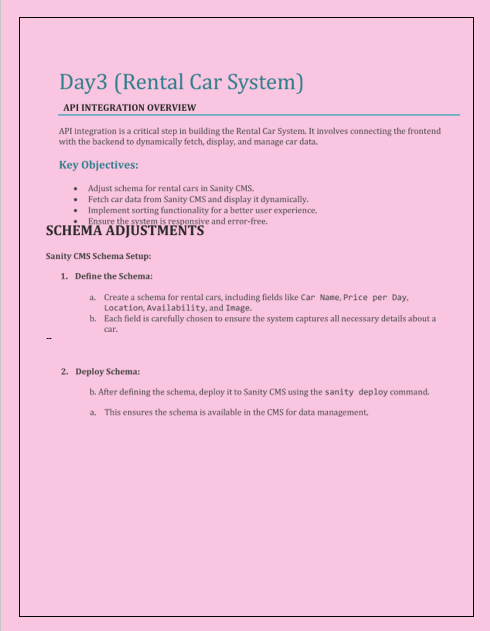 Day3 (Rental Car System)
API INTEGRATION OVERVIEW
API integration is a critical step in building the Rental Car System. It involves connecting the frontend
with the backend to dynamically fetch, display, and manage car data.
Key Objectives:
• Adjust schema for rental cars in Sanity CMS.
• Fetch car data from Sanity CMS and display it dynamically.
• Implement sorting functionality for a better user experience.
• Ensure the system is responsive and error-free.
SCHEMA ADJUSTMENTS
Sanity CMS Schema Setup:
1. Define the Schema:
a. Create a schema for rental cars, including fields like Car Name, Price per Day,
Location, Availability, and Image.
b. Each field is carefully chosen to ensure the system captures all necessary details about a
car.
--
2. Deploy Schema:
b. After defining the schema, deploy it to Sanity CMS using the sanity deploy command.
a. This ensures the schema is available in the CMS for data management.